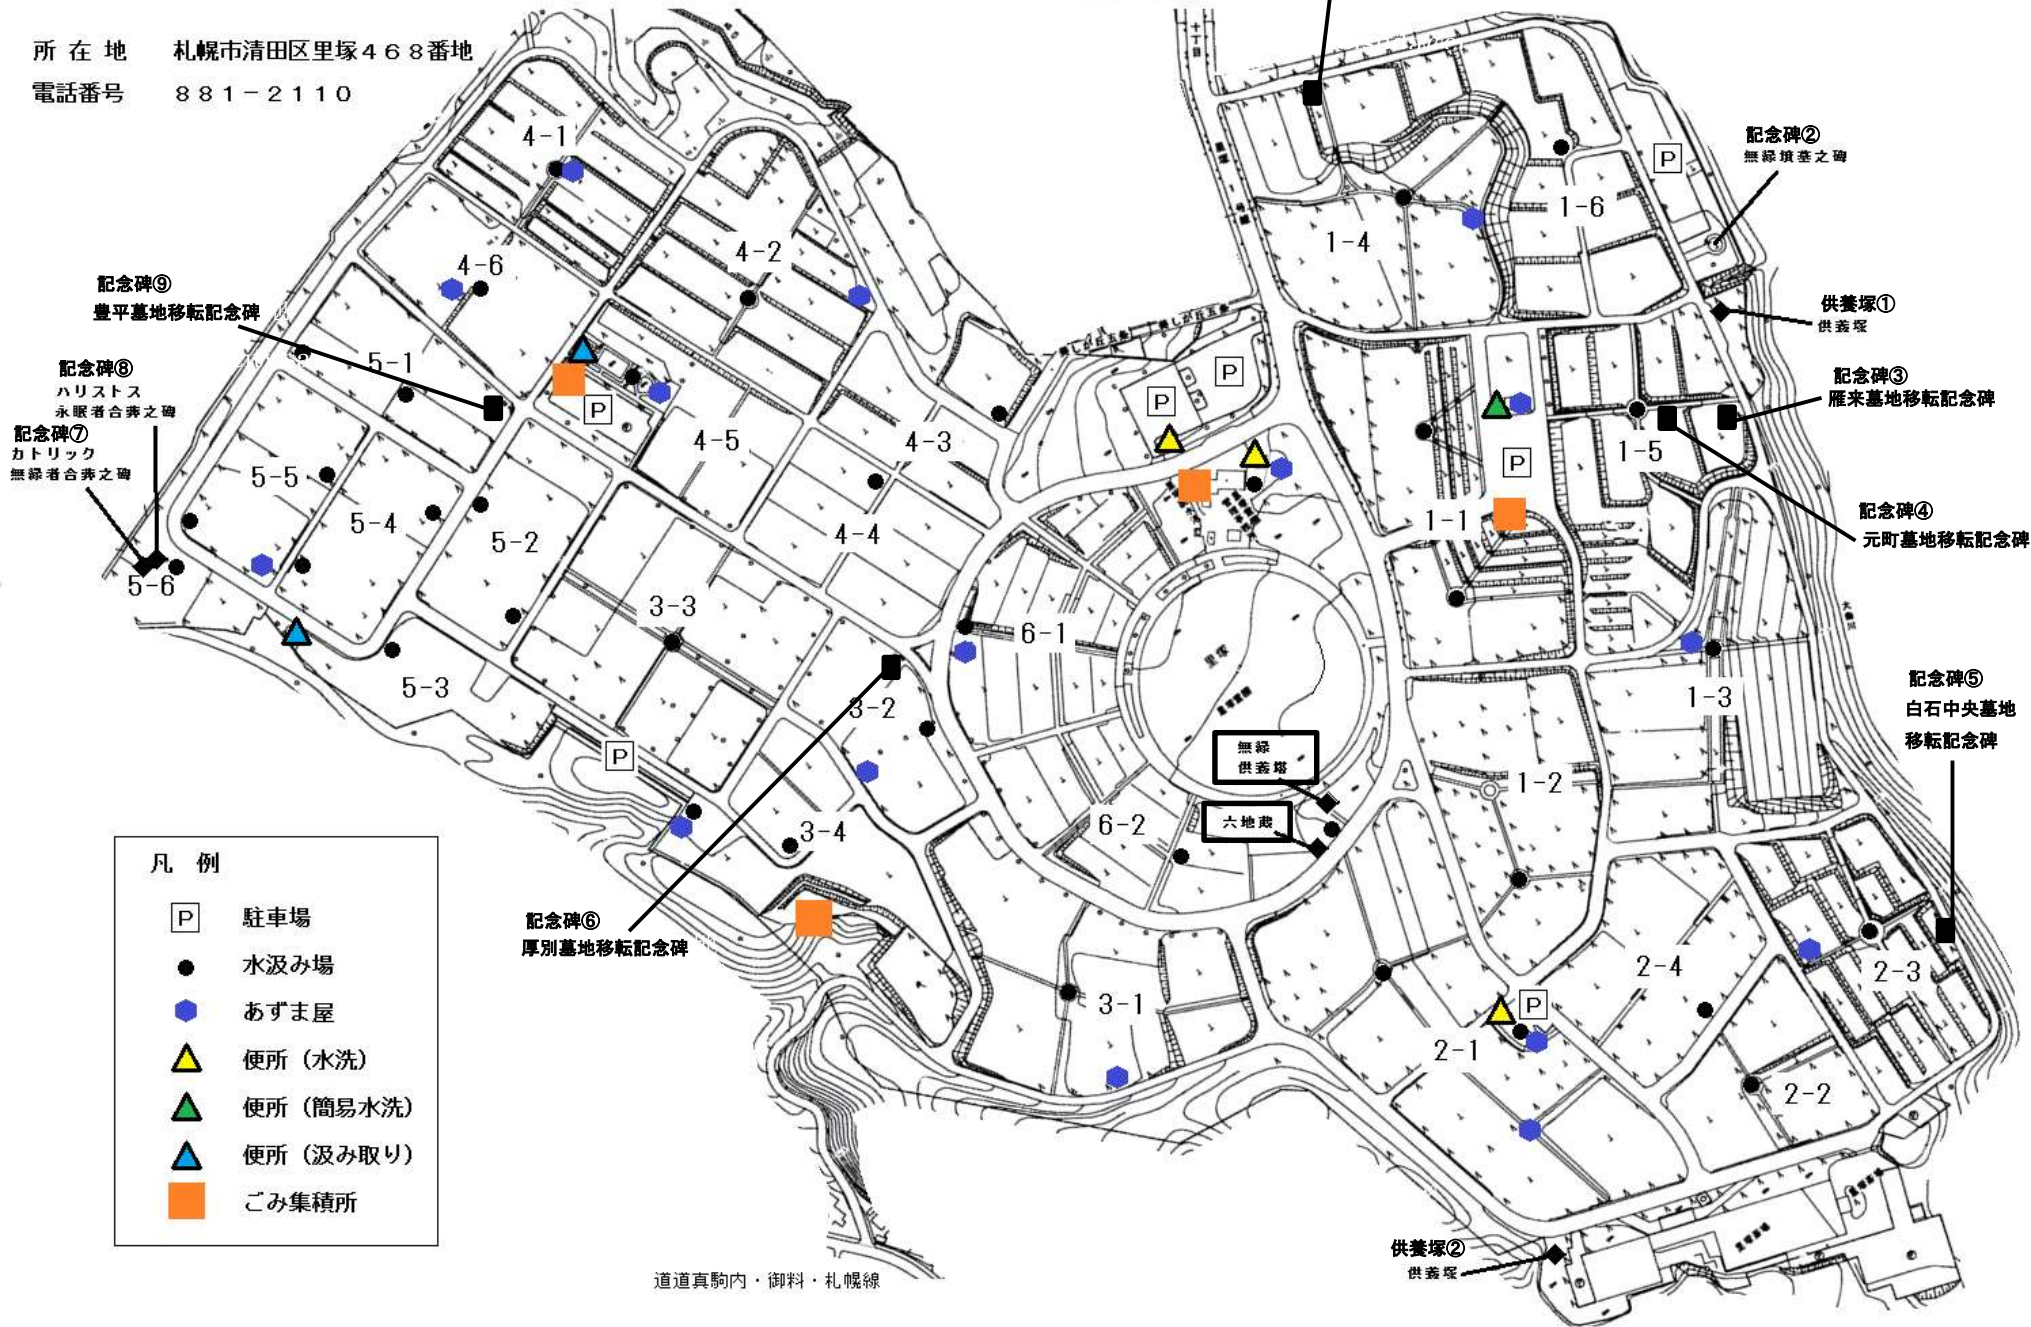 所在地 札幌市清田区里塚468番地
電話番号 881-2110
十丁目
記念碑②
無縁墳墓之碑
供養塚①
供養塚
記念碑③
雁来墓地移転記念碑
記念碑④
元町墓地移転記念碑
記念碑⑤
白石中央墓地
移転記念碑
記念碑⑨
豊平墓地移転記念碑
記念碑⑧
ハリストス
永眠者合葬之碑
記念碑⑦
カトリック
無縁者合葬之碑
記念碑⑥
厚別墓地移転記念碑
供養塚②
供養塚
無縁
供養塔
六地蔵
里塚
里塚霊園
4-1
4-2
4-6
5-1
4-5
4-3
4-4
5-5
5-4
5-2
5-6
5-3
3-3
3-2
3-4
3-1
6-1
6-2
1-4
1-6
1-5
1-1
1-3
1-2
2-4
2-3
2-1
2-2
P
P
P
P
P
P
P
P
凡例
P 駐車場
水汲み場
あずま屋
便所（水洗）
便所（簡易水洗）
便所（汲み取り）
ごみ集積所
道道真駒内・御料・札幌線